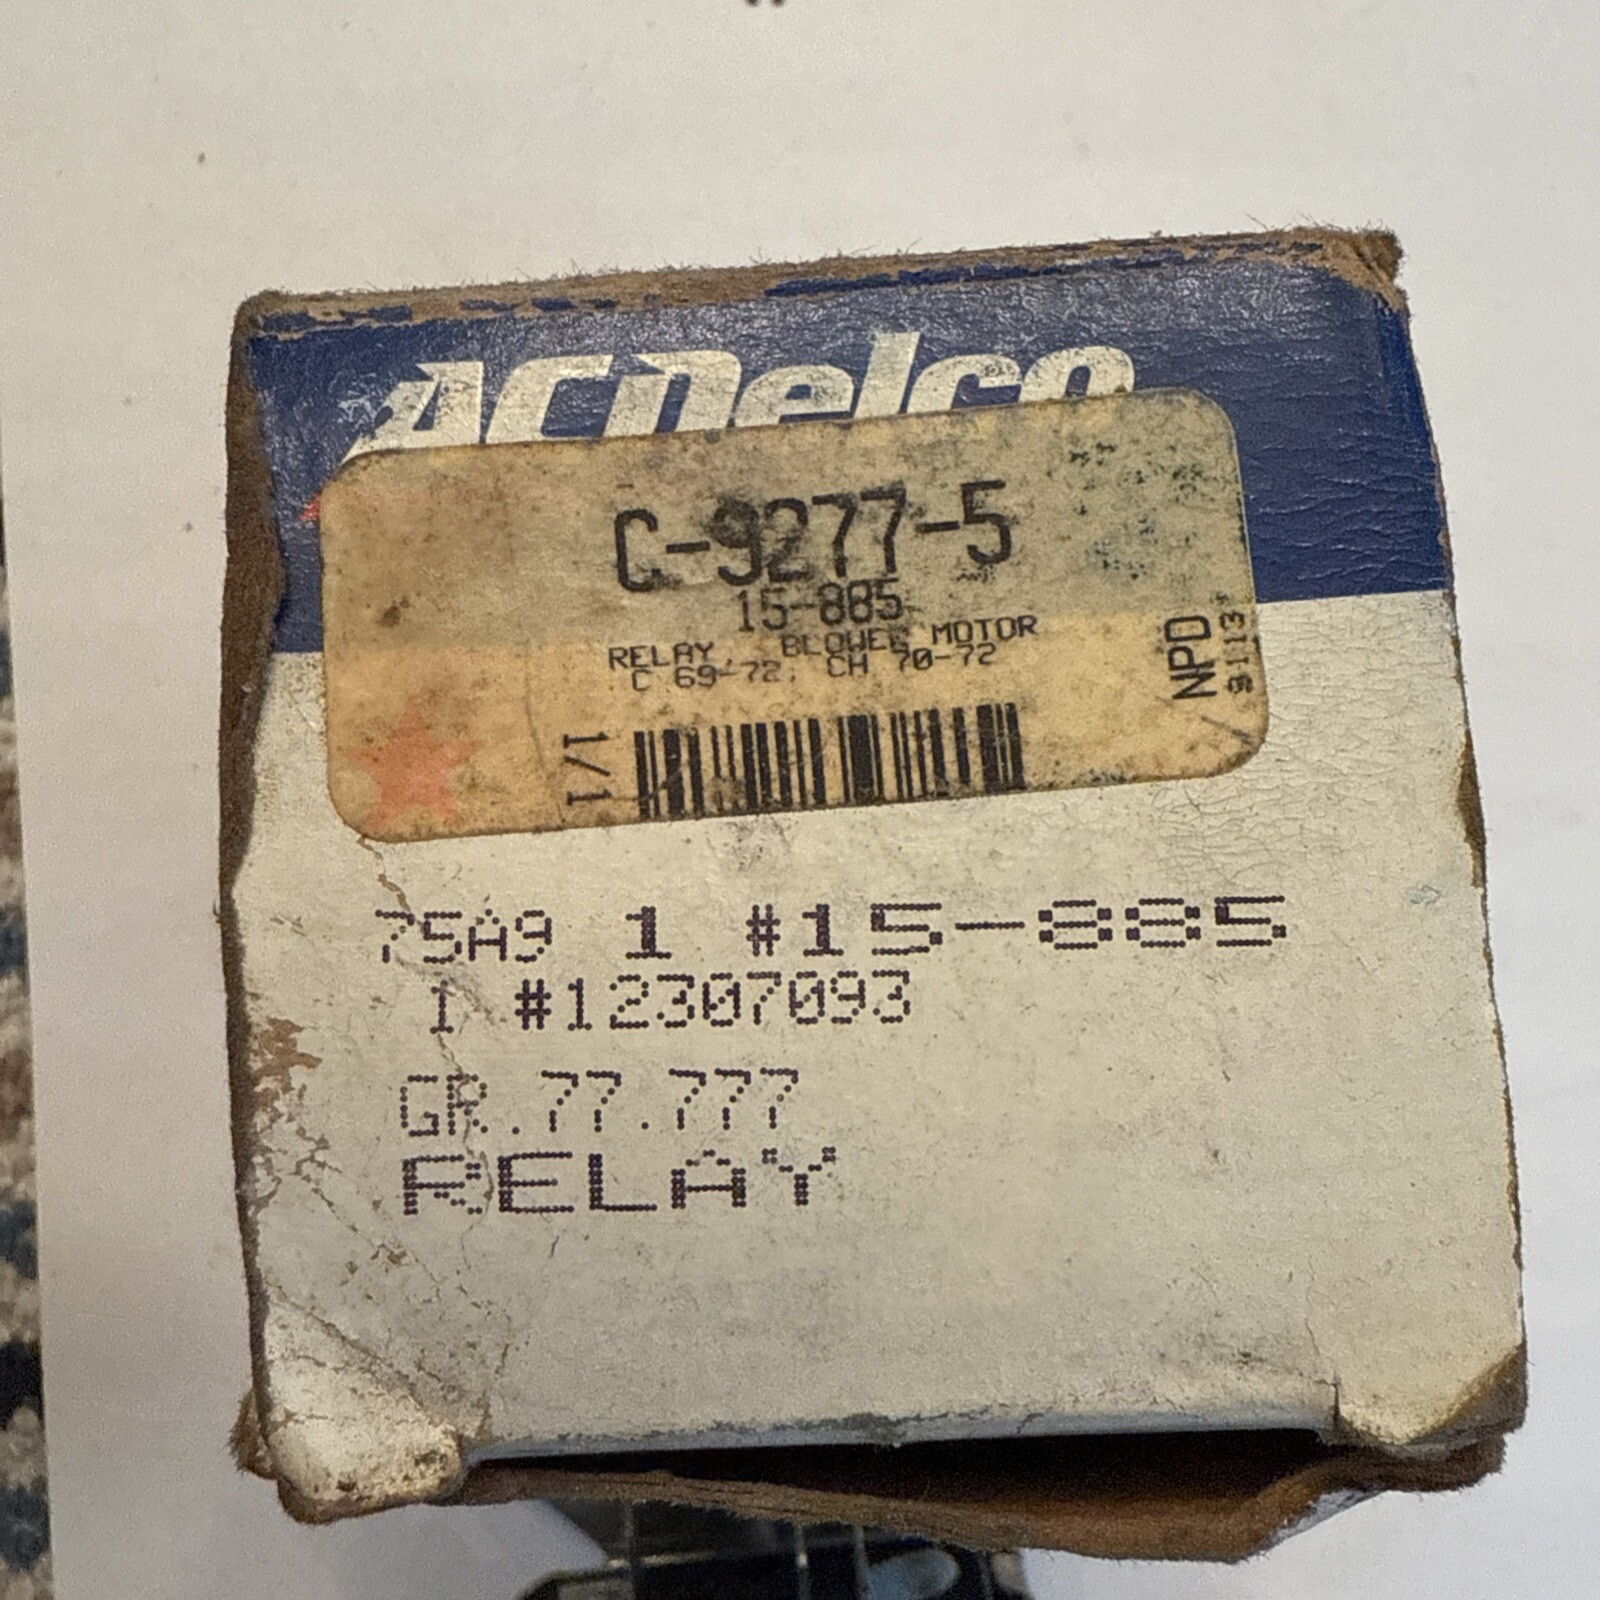 ACDelco
C-9277-5
15-885
RELAY, BLOWER MOTOR
C 69-72, CH 70-72
NPD
1/1
75A9 1 #15-885
1 #12307093
GR.77.777
RELAY